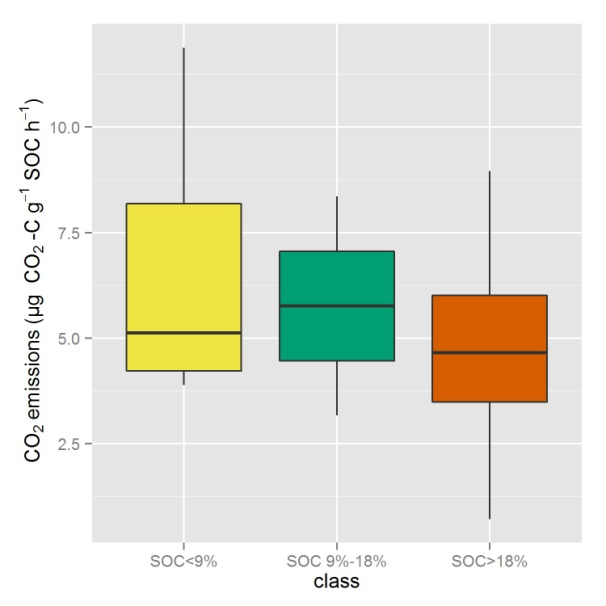 CO₂ emissions (µg CO₂-C g⁻¹ SOC h⁻¹)
10.0
7.5
5.0
2.5
SOC<9%
SOC 9%-18%
SOC>18%
class